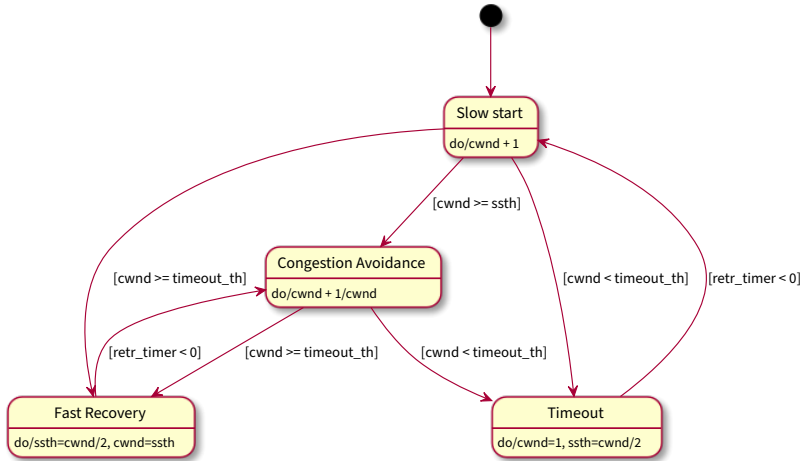 Slow start
do/cwnd + 1
[cwnd >= ssth]
Congestion Avoidance
do/cwnd + 1/cwnd
[cwnd >= timeout_th]
[cwnd < timeout_th]
[retr_timer < 0]
[retr_timer < 0]
[cwnd >= timeout_th]
[cwnd < timeout_th]
Fast Recovery
do/ssth=cwnd/2, cwnd=ssth
Timeout
do/cwnd=1, ssth=cwnd/2